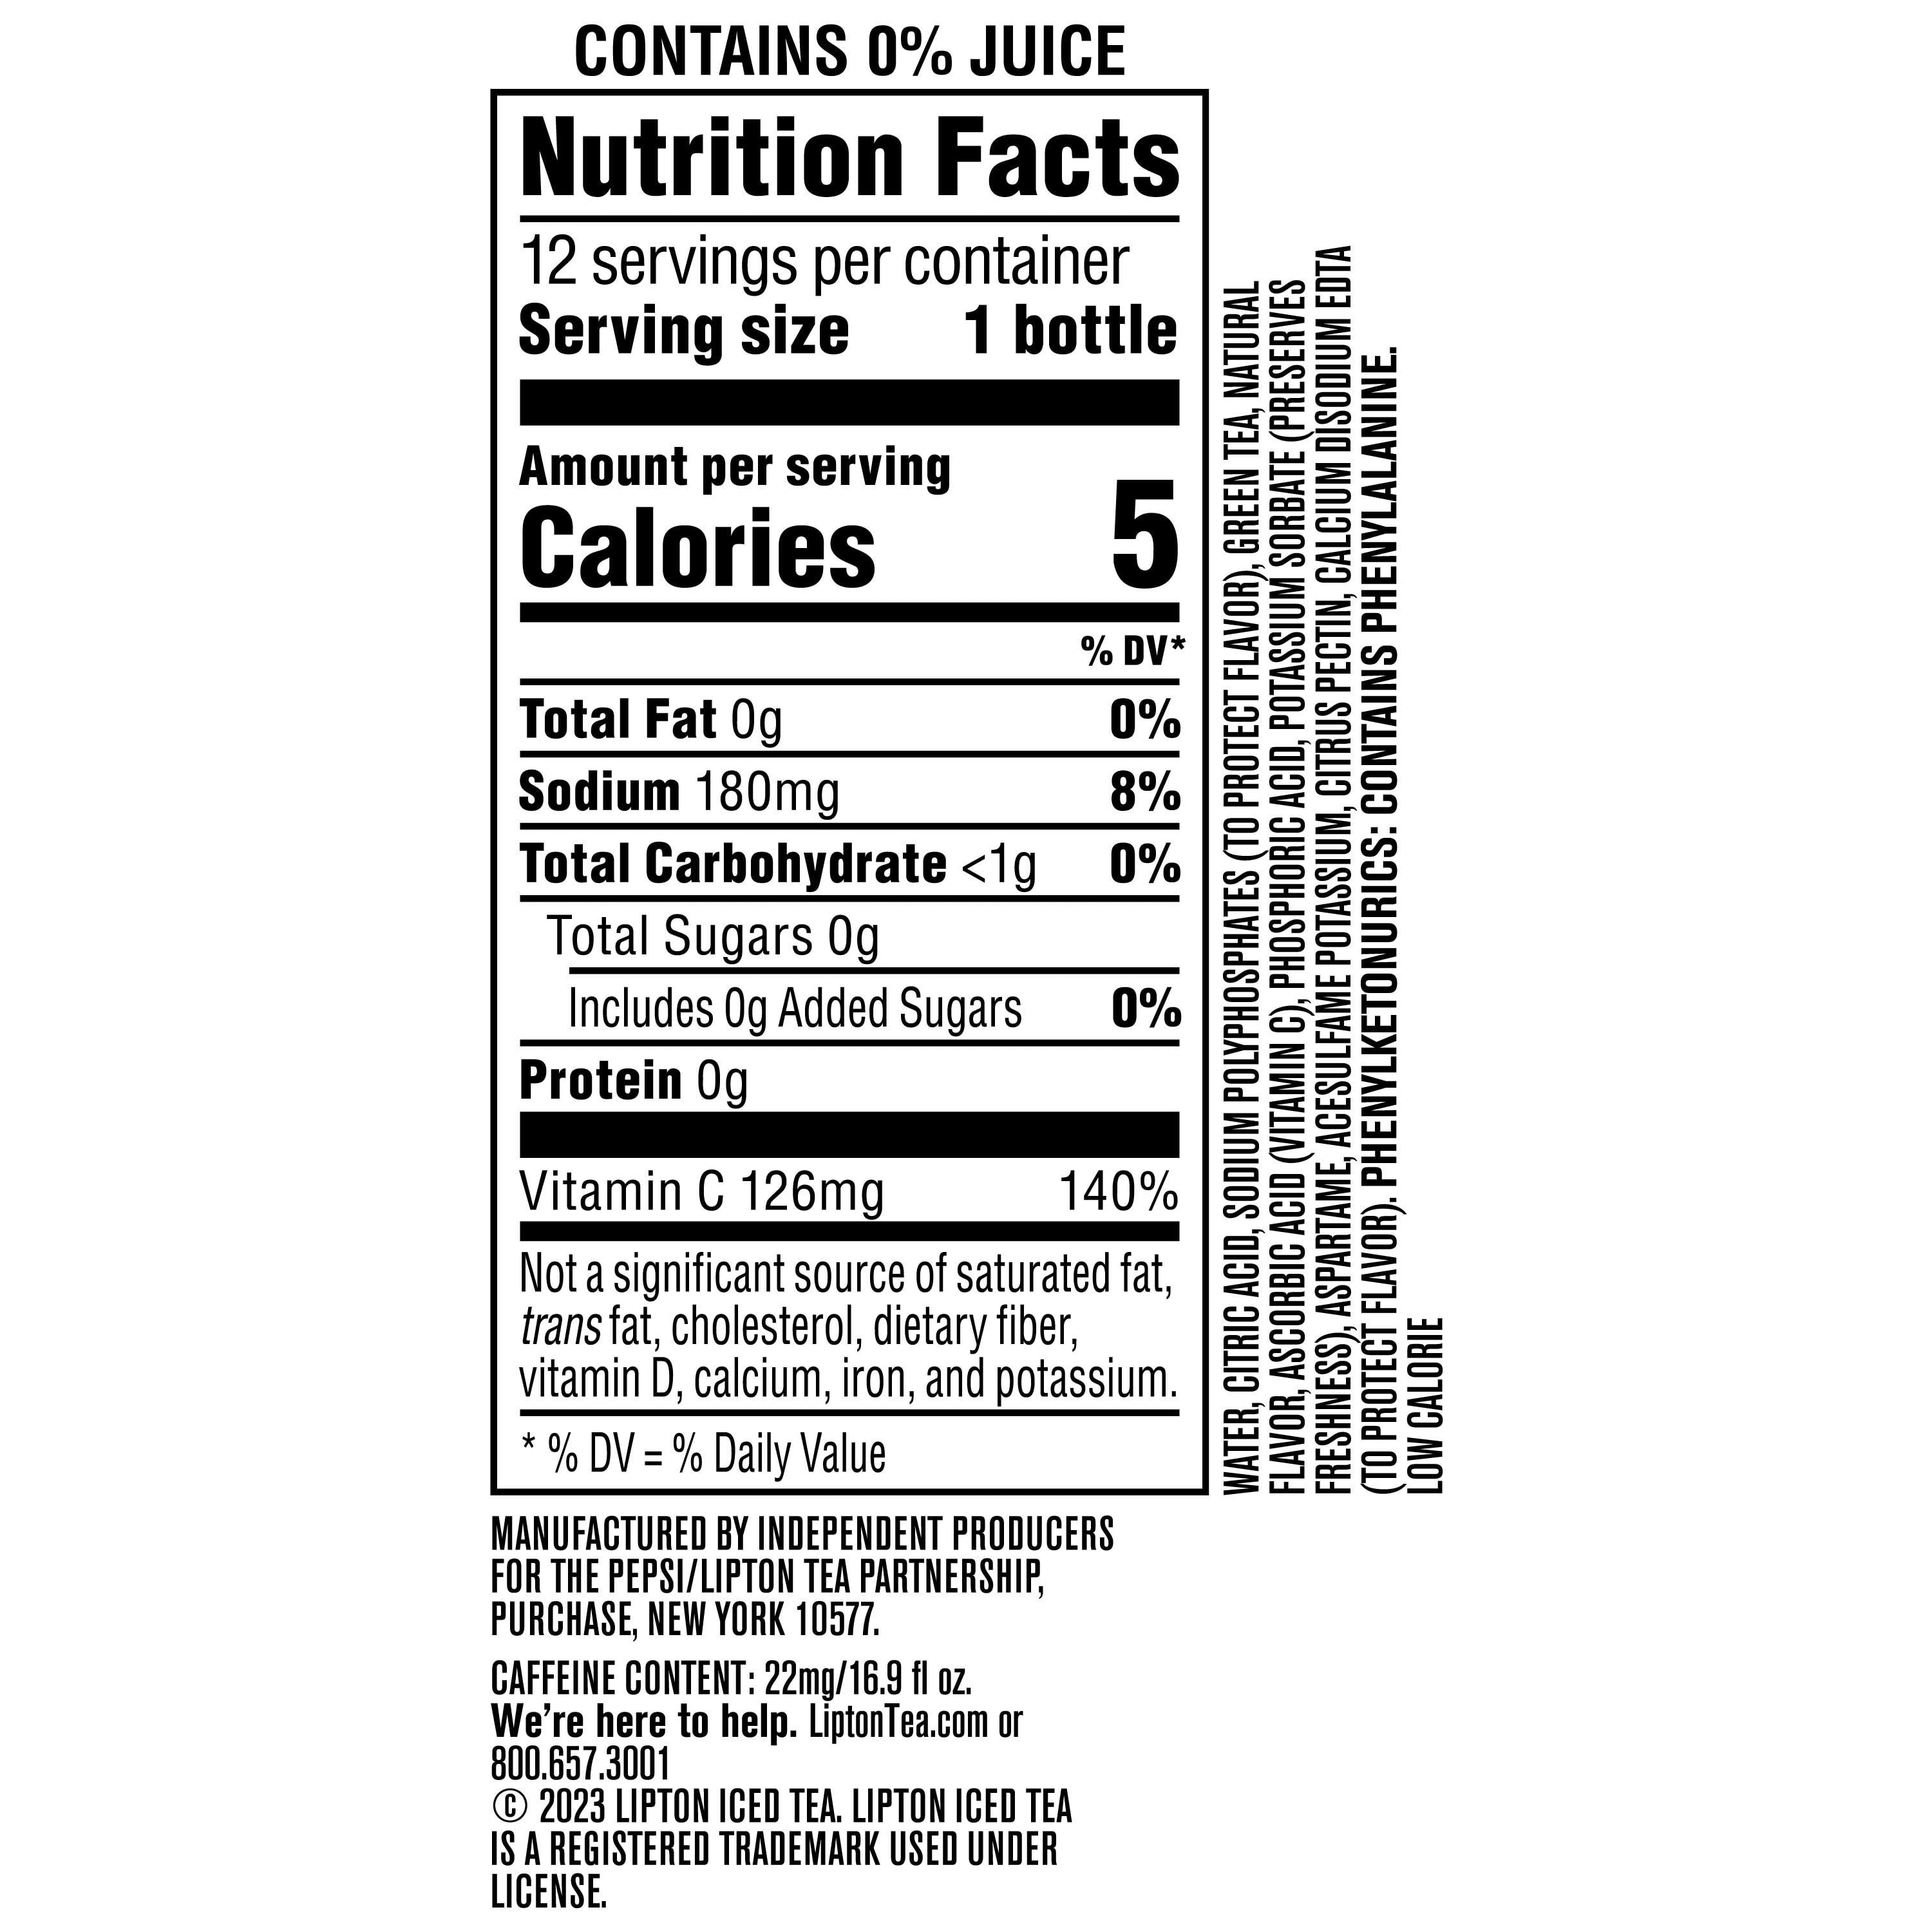 CONTAINS 0% JUICE
Nutrition Facts
12 servings per container
Serving size 1 bottle
Amount per serving
Calories 5
% DV*
Total Fat 0g 0%
Sodium 180mg 8%
Total Carbohydrate <1g 0%
Total Sugars 0g
Includes 0g Added Sugars 0%
Protein 0g
Vitamin C 126mg 140%
Not a significant source of saturated fat,
trans fat, cholesterol, dietary fiber,
vitamin D, calcium, iron, and potassium.
* % DV = % Daily Value
WATER, CITRIC ACID, SODIUM POLYPHOSPHATES (TO PROTECT FLAVOR), GREEN TEA, NATURAL
FLAVOR, ASCORBIC ACID (VITAMIN C), PHOSPHORIC ACID, POTASSIUM SORBATE (PRESERVES
FRESHNESS), ASPARTAME, ACESULFAME POTASSIUM, CITRUS PECTIN, CALCIUM DISODIUM EDTA
(TO PROTECT FLAVOR). PHENYLKETONURICS: CONTAINS PHENYLALANINE.
LOW CALORIE
MANUFACTURED BY INDEPENDENT PRODUCERS
FOR THE PEPSI/LIPTON TEA PARTNERSHIP,
PURCHASE, NEW YORK 10577.
CAFFEINE CONTENT: 22mg/16.9 fl oz.
We're here to help. LiptonTea.com or
800.657.3001
© 2023 LIPTON ICED TEA. LIPTON ICED TEA
IS A REGISTERED TRADEMARK USED UNDER
LICENSE.